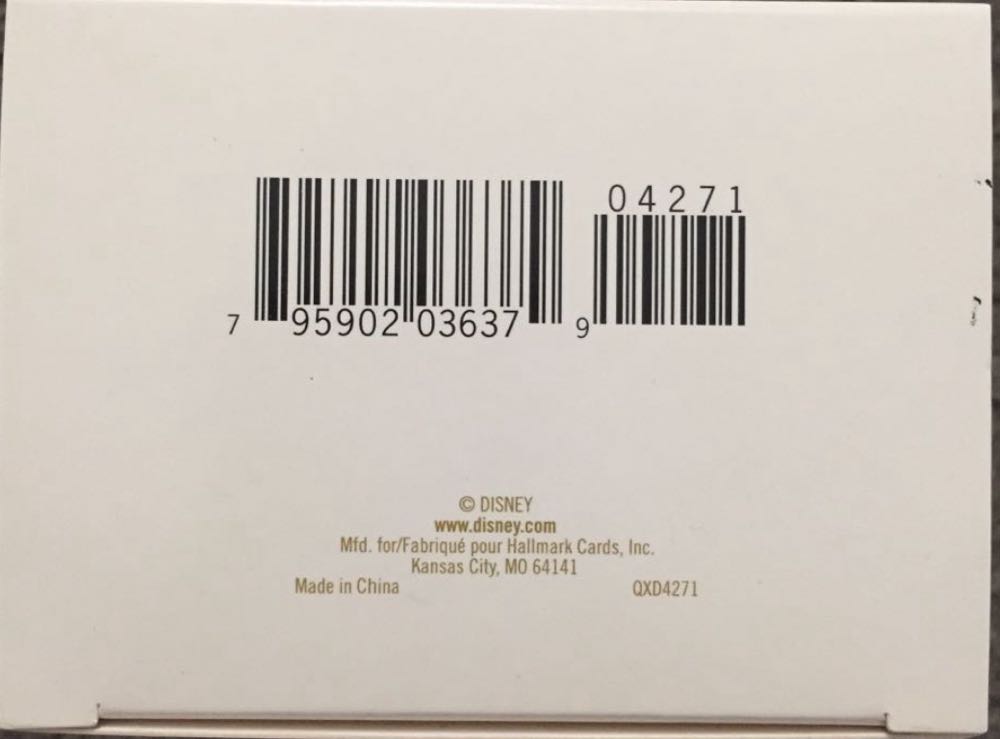 04271
7 95902 03637 9
© DISNEY
www.disney.com
Mfd. for/Fabriqué pour Hallmark Cards, Inc.
Kansas City, MO 64141
Made in China QXD4271